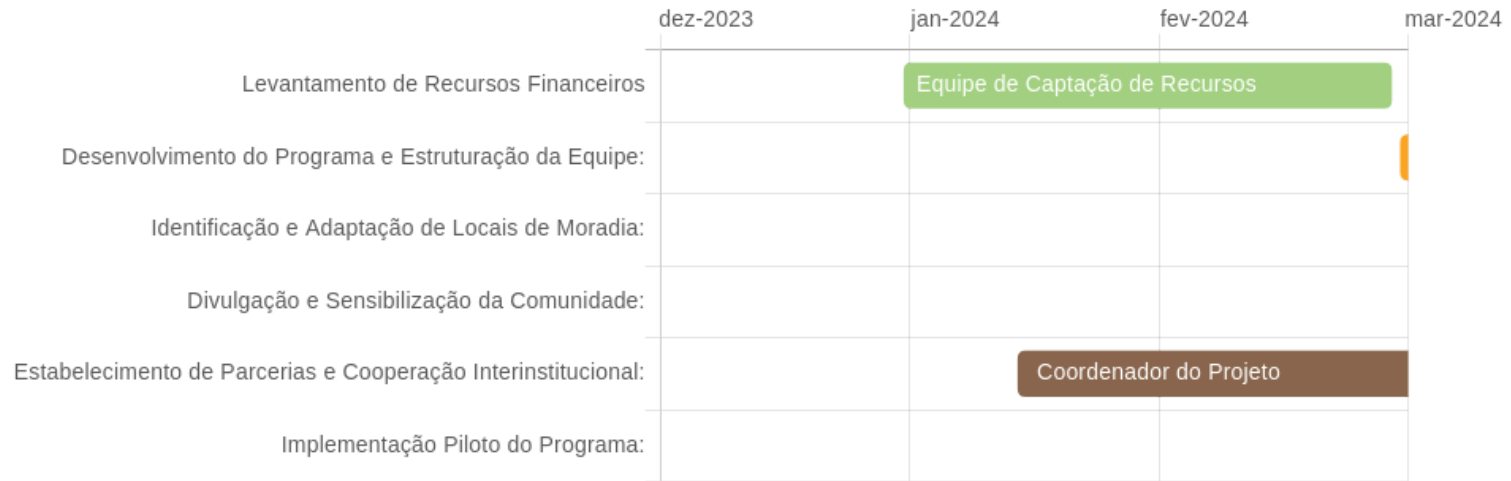 dez-2023 jan-2024 fev-2024 mar-2024
Levantamento de Recursos Financeiros Equipe de Captação de Recursos
Desenvolvimento do Programa e Estruturação da Equipe:
Identificação e Adaptação de Locais de Moradia:
Divulgação e Sensibilização da Comunidade:
Estabelecimento de Parcerias e Cooperação Interinstitucional: Coordenador do Projeto
Implementação Piloto do Programa: